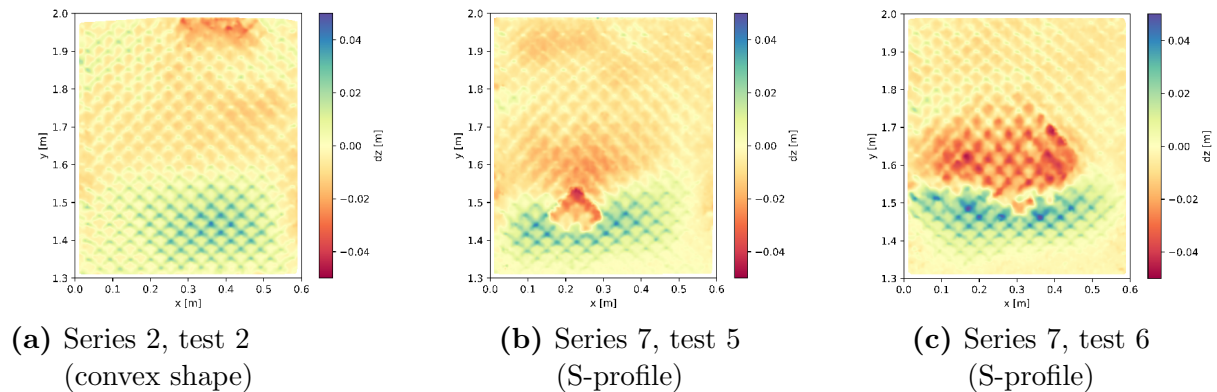 2.0
1.9
1.8
1.7
1.6
1.5
1.4
1.3
y [m]
0.0 0.1 0.2 0.3 0.4 0.5 0.6
x [m]
0.04
0.02
0.00
−0.02
−0.04
dz [m]
2.0
1.9
1.8
1.7
1.6
1.5
1.4
1.3
y [m]
0.0 0.1 0.2 0.3 0.4 0.5 0.6
x [m]
0.04
0.02
0.00
−0.02
−0.04
dz [m]
2.0
1.9
1.8
1.7
1.6
1.5
1.4
1.3
y [m]
0.0 0.1 0.2 0.3 0.4 0.5 0.6
x [m]
0.04
0.02
0.00
−0.02
−0.04
dz [m]
(a) Series 2, test 2
(convex shape)
(b) Series 7, test 5
(S-profile)
(c) Series 7, test 6
(S-profile)